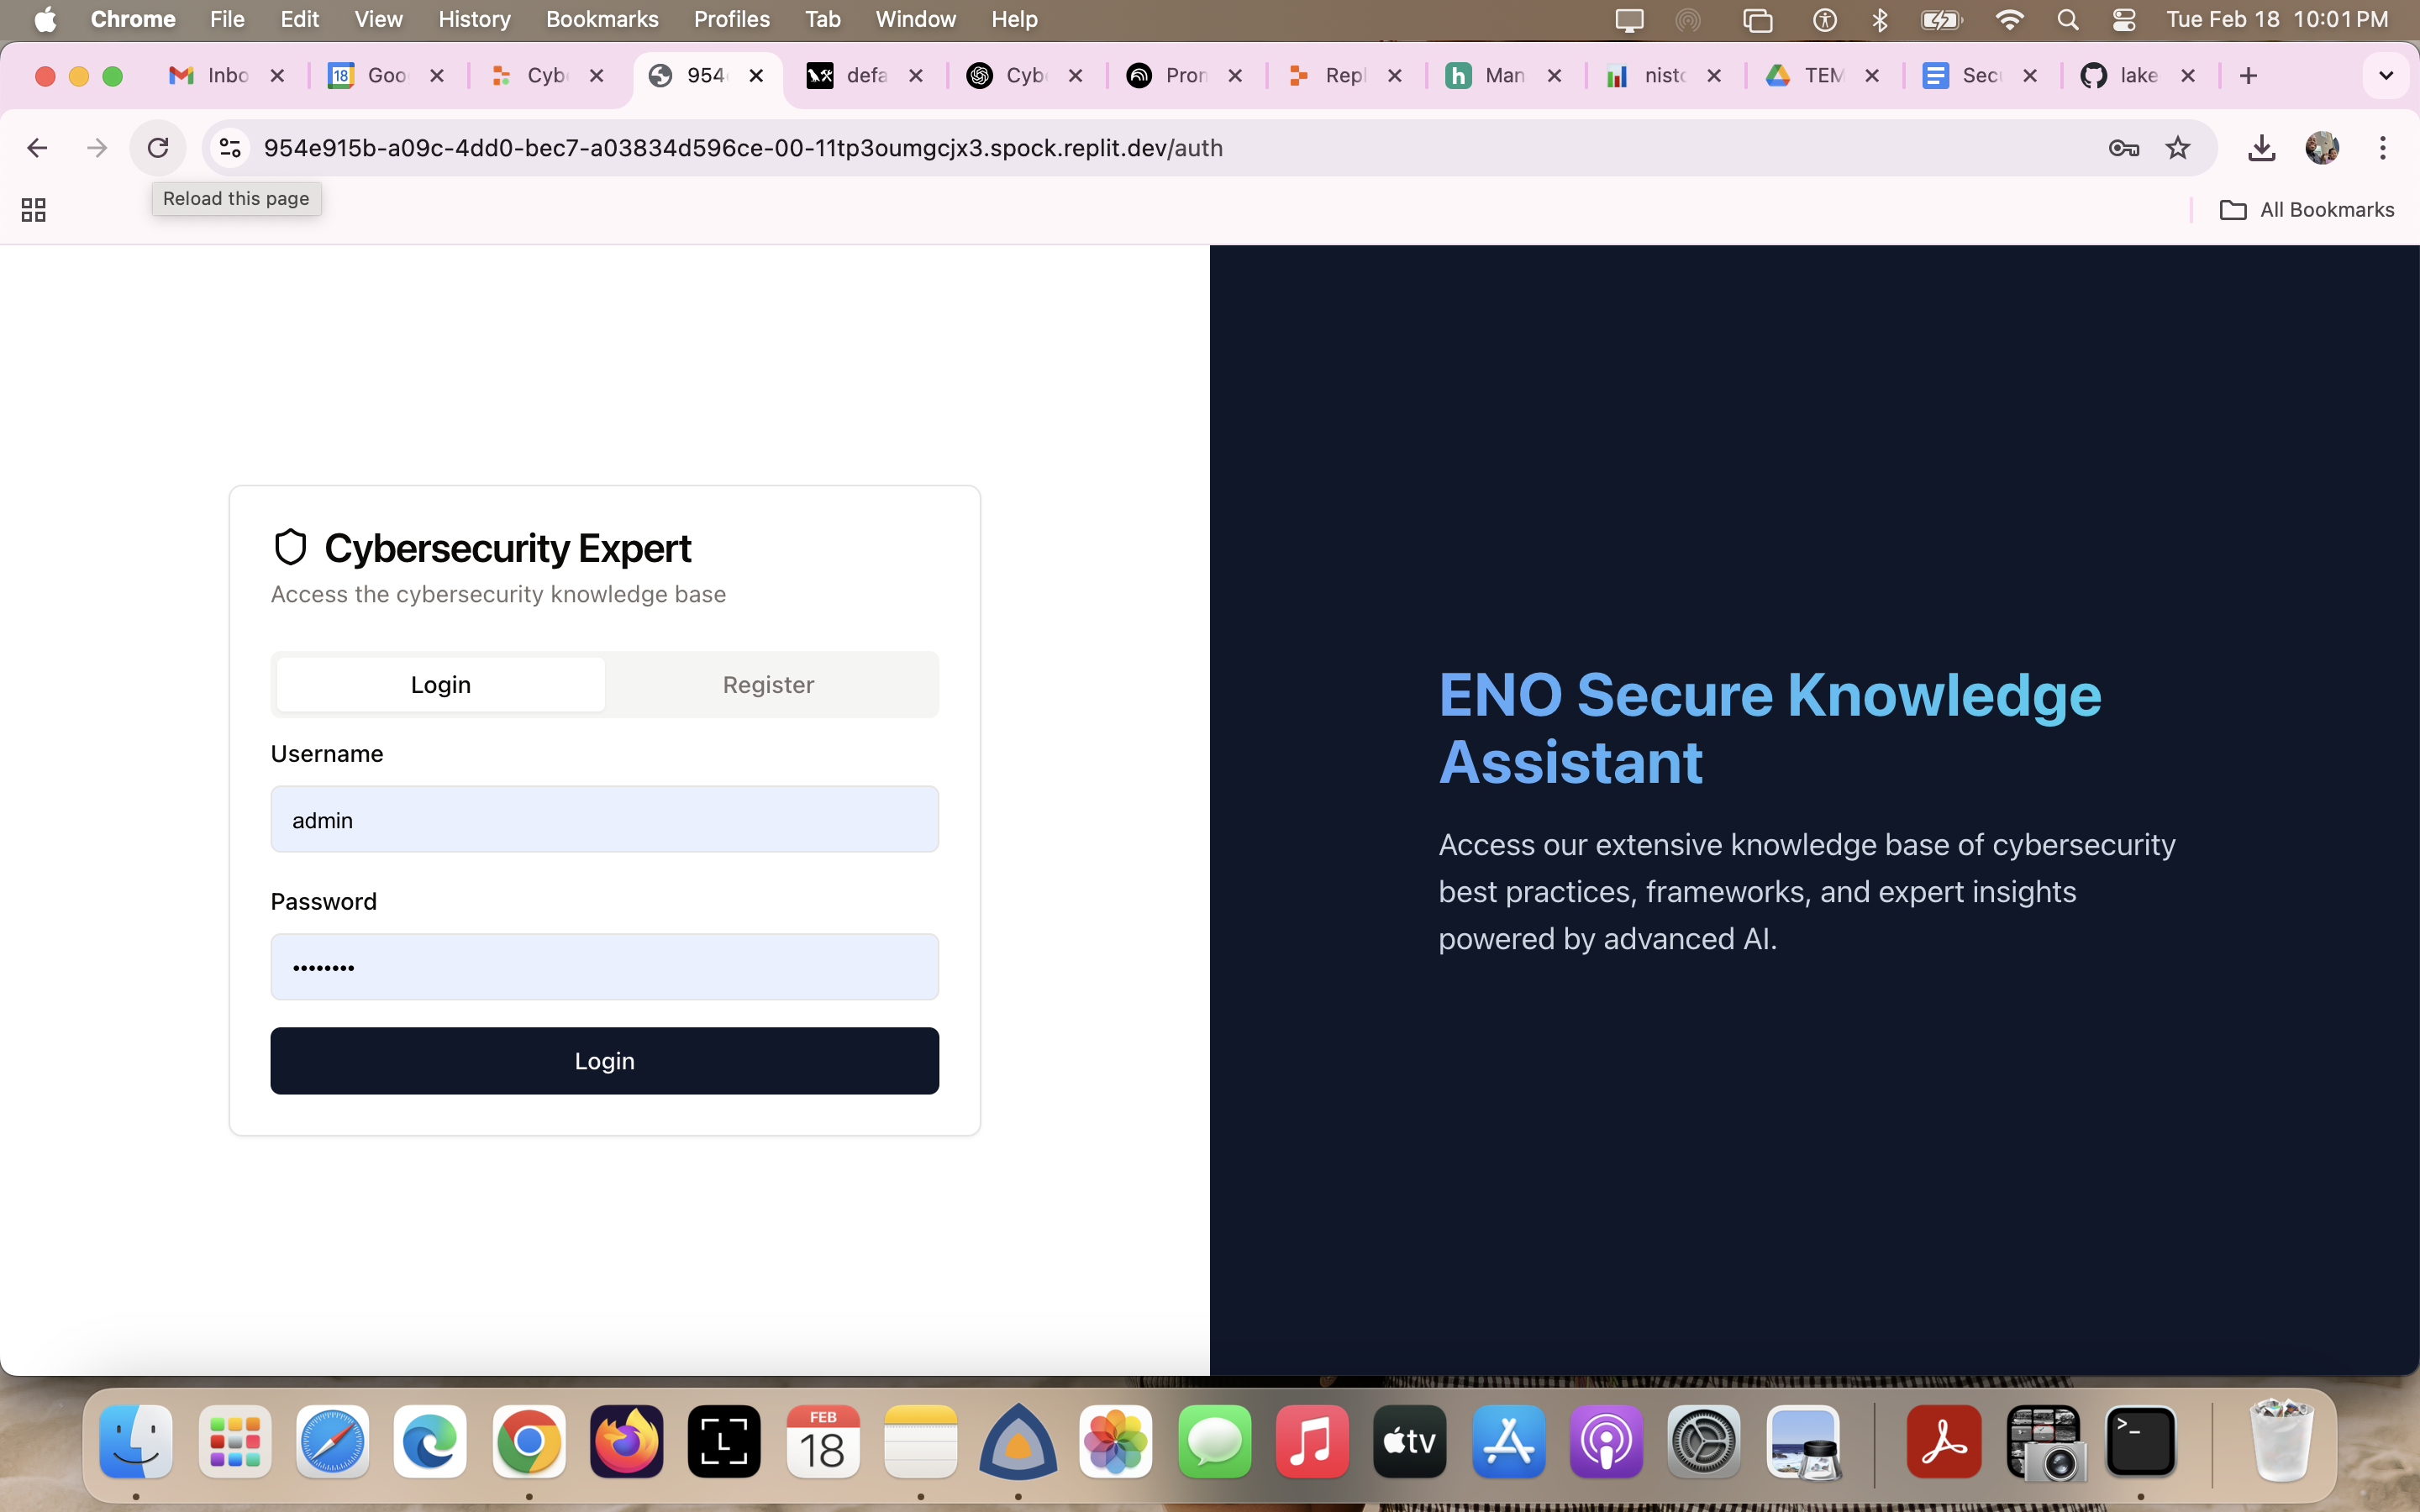 Chrome File Edit View History Bookmarks Profiles Tab Window Help Tue Feb 18 10:01 PM
Inbo 18 Goo Cyb 954 defa Cyb Pron Repl h Man nist TEM Sec lake
954e915b-a09c-4dd0-bec7-a03834d596ce-00-11tp3oumgcjx3.spock.replit.dev/auth
Reload this page
All Bookmarks
Cybersecurity Expert
Access the cybersecurity knowledge base
Login Register
Username
admin
Password
••••••••
Login
ENO Secure Knowledge
Assistant
Access our extensive knowledge base of cybersecurity
best practices, frameworks, and expert insights
powered by advanced AI.
L
FEB
18
tv
>_